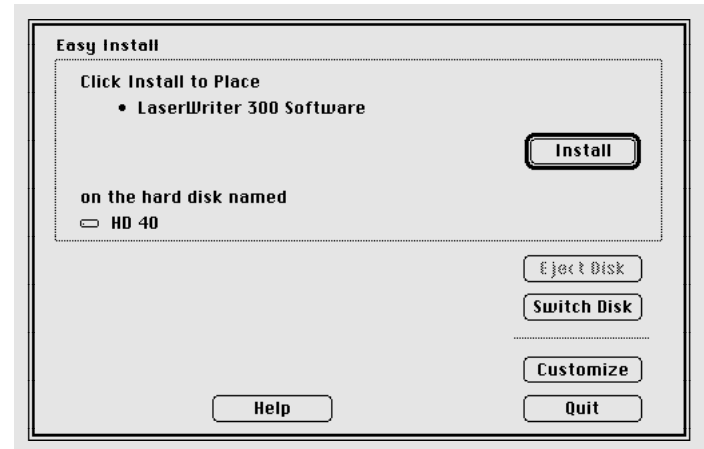 Easy Install
Click Install to Place
• LaserWriter 300 Software
Install
on the hard disk named
HD 40
Eject Disk
Switch Disk
Customize
Help
Quit